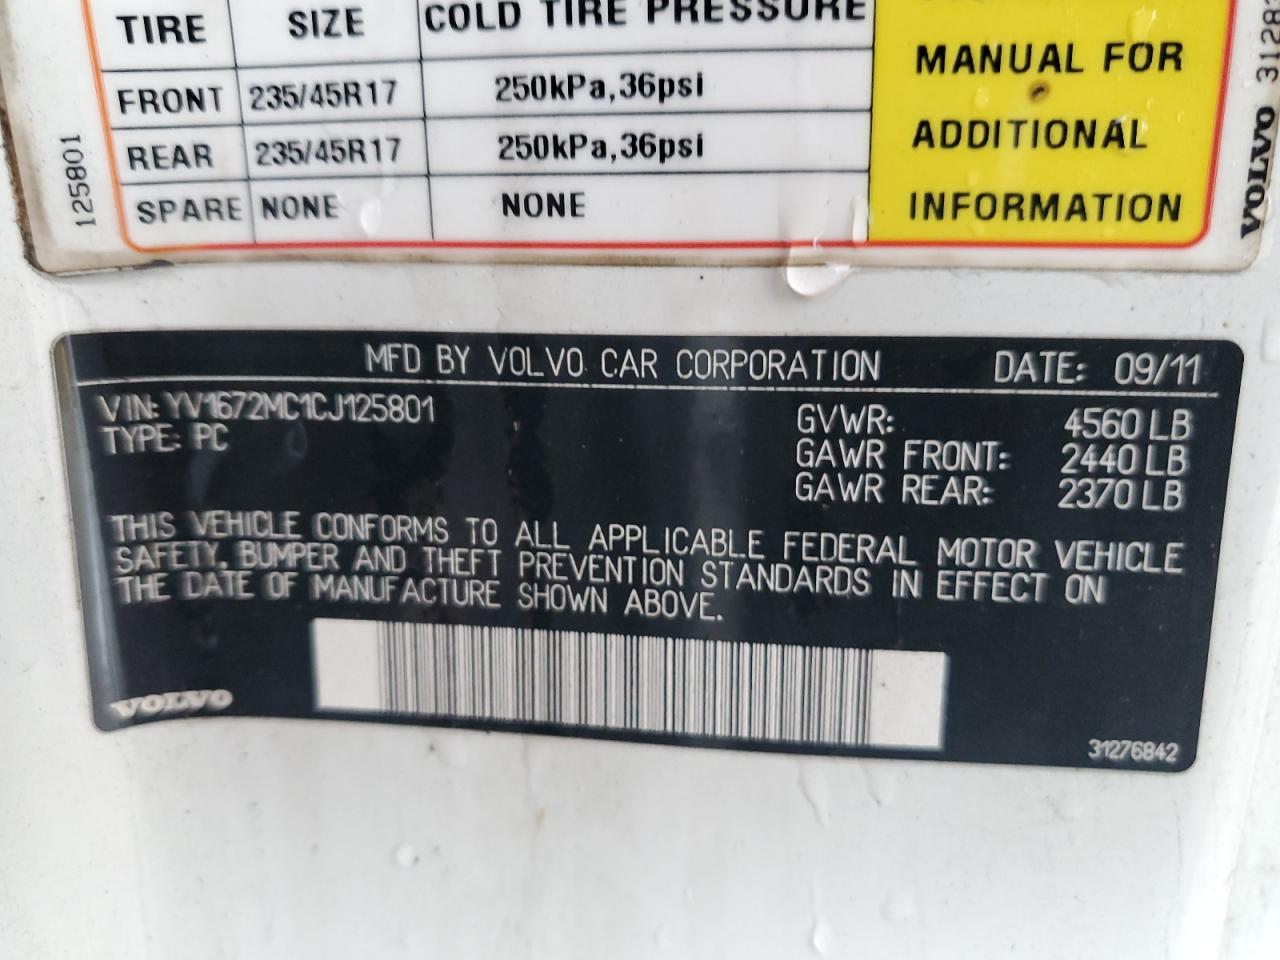 TIRE SIZE COLD TIRE PRESSURE
FRONT 235/45R17 250kPa,36psi
REAR 235/45R17 250kPa,36psi
SPARE NONE NONE
MANUAL FOR
ADDITIONAL
INFORMATION
125801
VOLVO
MFD BY VOLVO CAR CORPORATION DATE: 09/11
VIN: YV1672MC1CJ125801
TYPE: PC
GVWR: 4560 LB
GAWR FRONT: 2440 LB
GAWR REAR: 2370 LB
THIS VEHICLE CONFORMS TO ALL APPLICABLE FEDERAL MOTOR VEHICLE
SAFETY, BUMPER AND THEFT PREVENTION STANDARDS IN EFFECT ON
THE DATE OF MANUFACTURE SHOWN ABOVE.
VOLVO
31276842